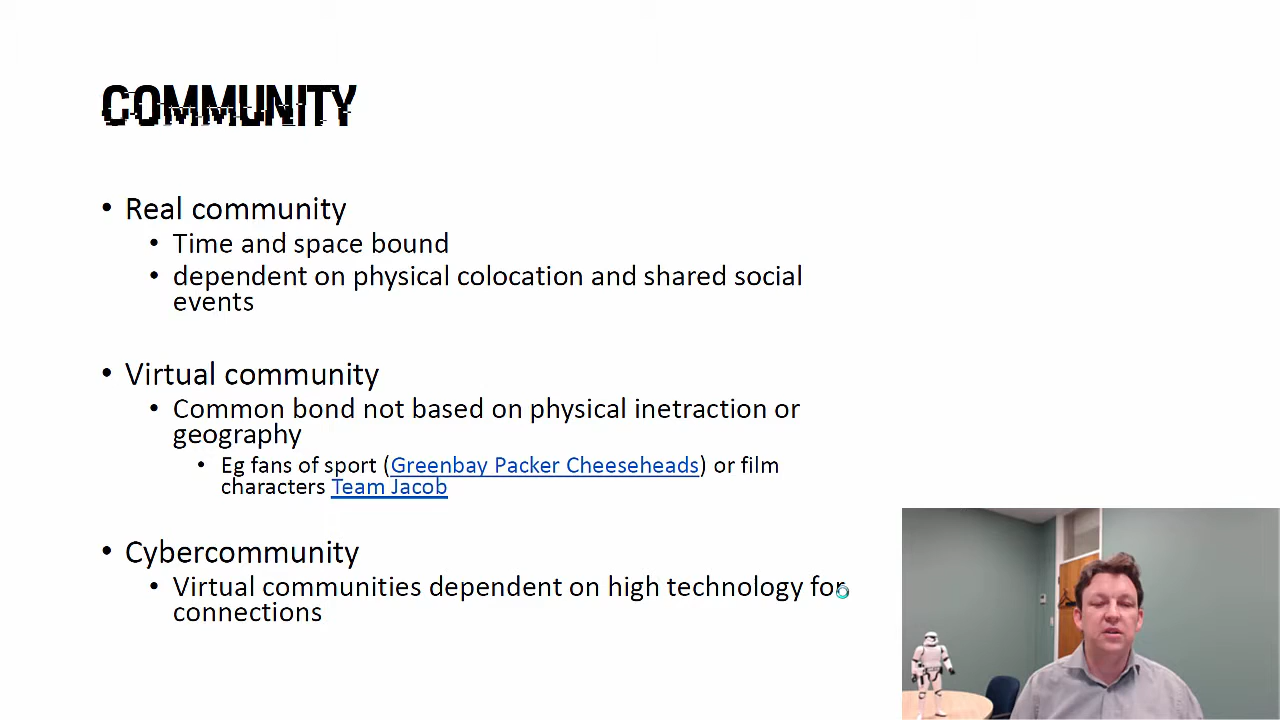 COMMUNITY
• Real community
• Time and space bound
• dependent on physical colocation and shared social
events
• Virtual community
• Common bond not based on physical inetraction or
geography
• Eg fans of sport (Greenbay Packer Cheeseheads) or film
characters Team Jacob
• Cybercommunity
• Virtual communities dependent on high technology for
connections